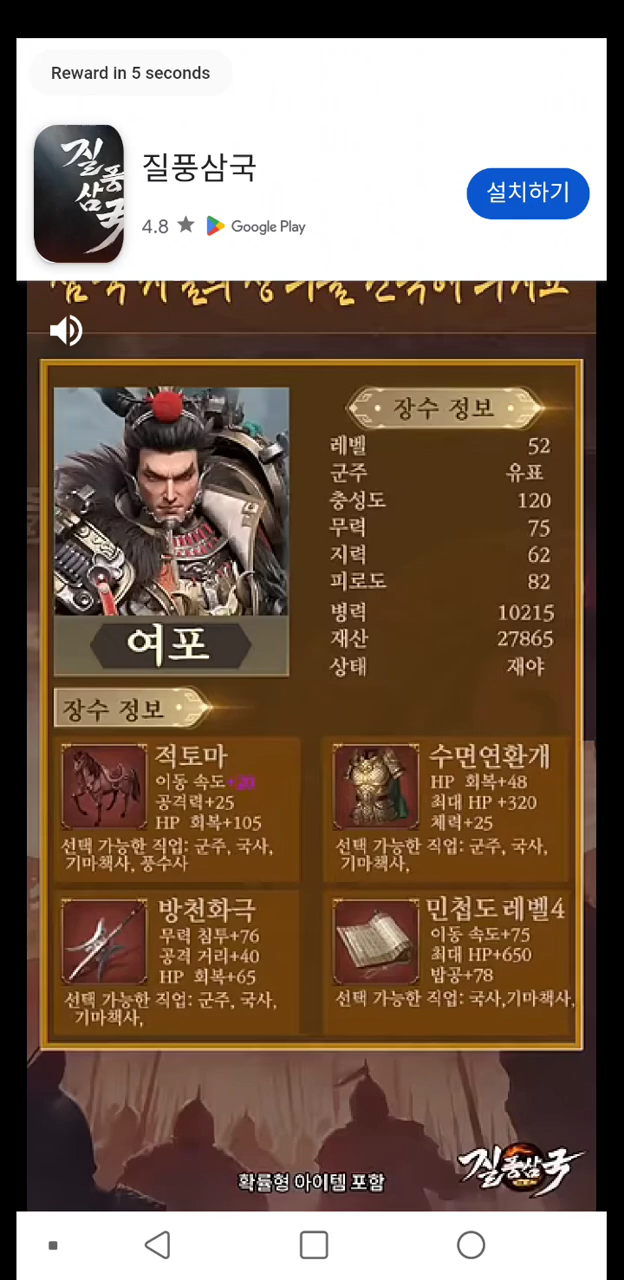 Reward in 5 seconds
질풍삼국
질풍삼국
4.8 ★ Google Play
설치하기
장수 정보
레벨 52
군주 유표
충성도 120
무력 75
지력 62
피로도 82
병력 10215
재산 27865
상태 재야
여포
장수 정보
적토마
이동 속도+20
공격력+25
HP 회복+105
선택 가능한 직업: 군주, 국사,
기마책사, 풍수사
수면연환개
HP 회복+48
최대 HP +320
체력+25
선택 가능한 직업: 군주, 국사,
기마책사,
방천화극
무력 침투+76
공격 거리+40
HP 회복+65
선택 가능한 직업: 군주, 국사,
기마책사,
민첩도 레벨4
이동 속도+75
최대 HP+650
밥공+78
선택 가능한 직업: 국사,기마책사,
확률형 아이템 포함
질풍삼국